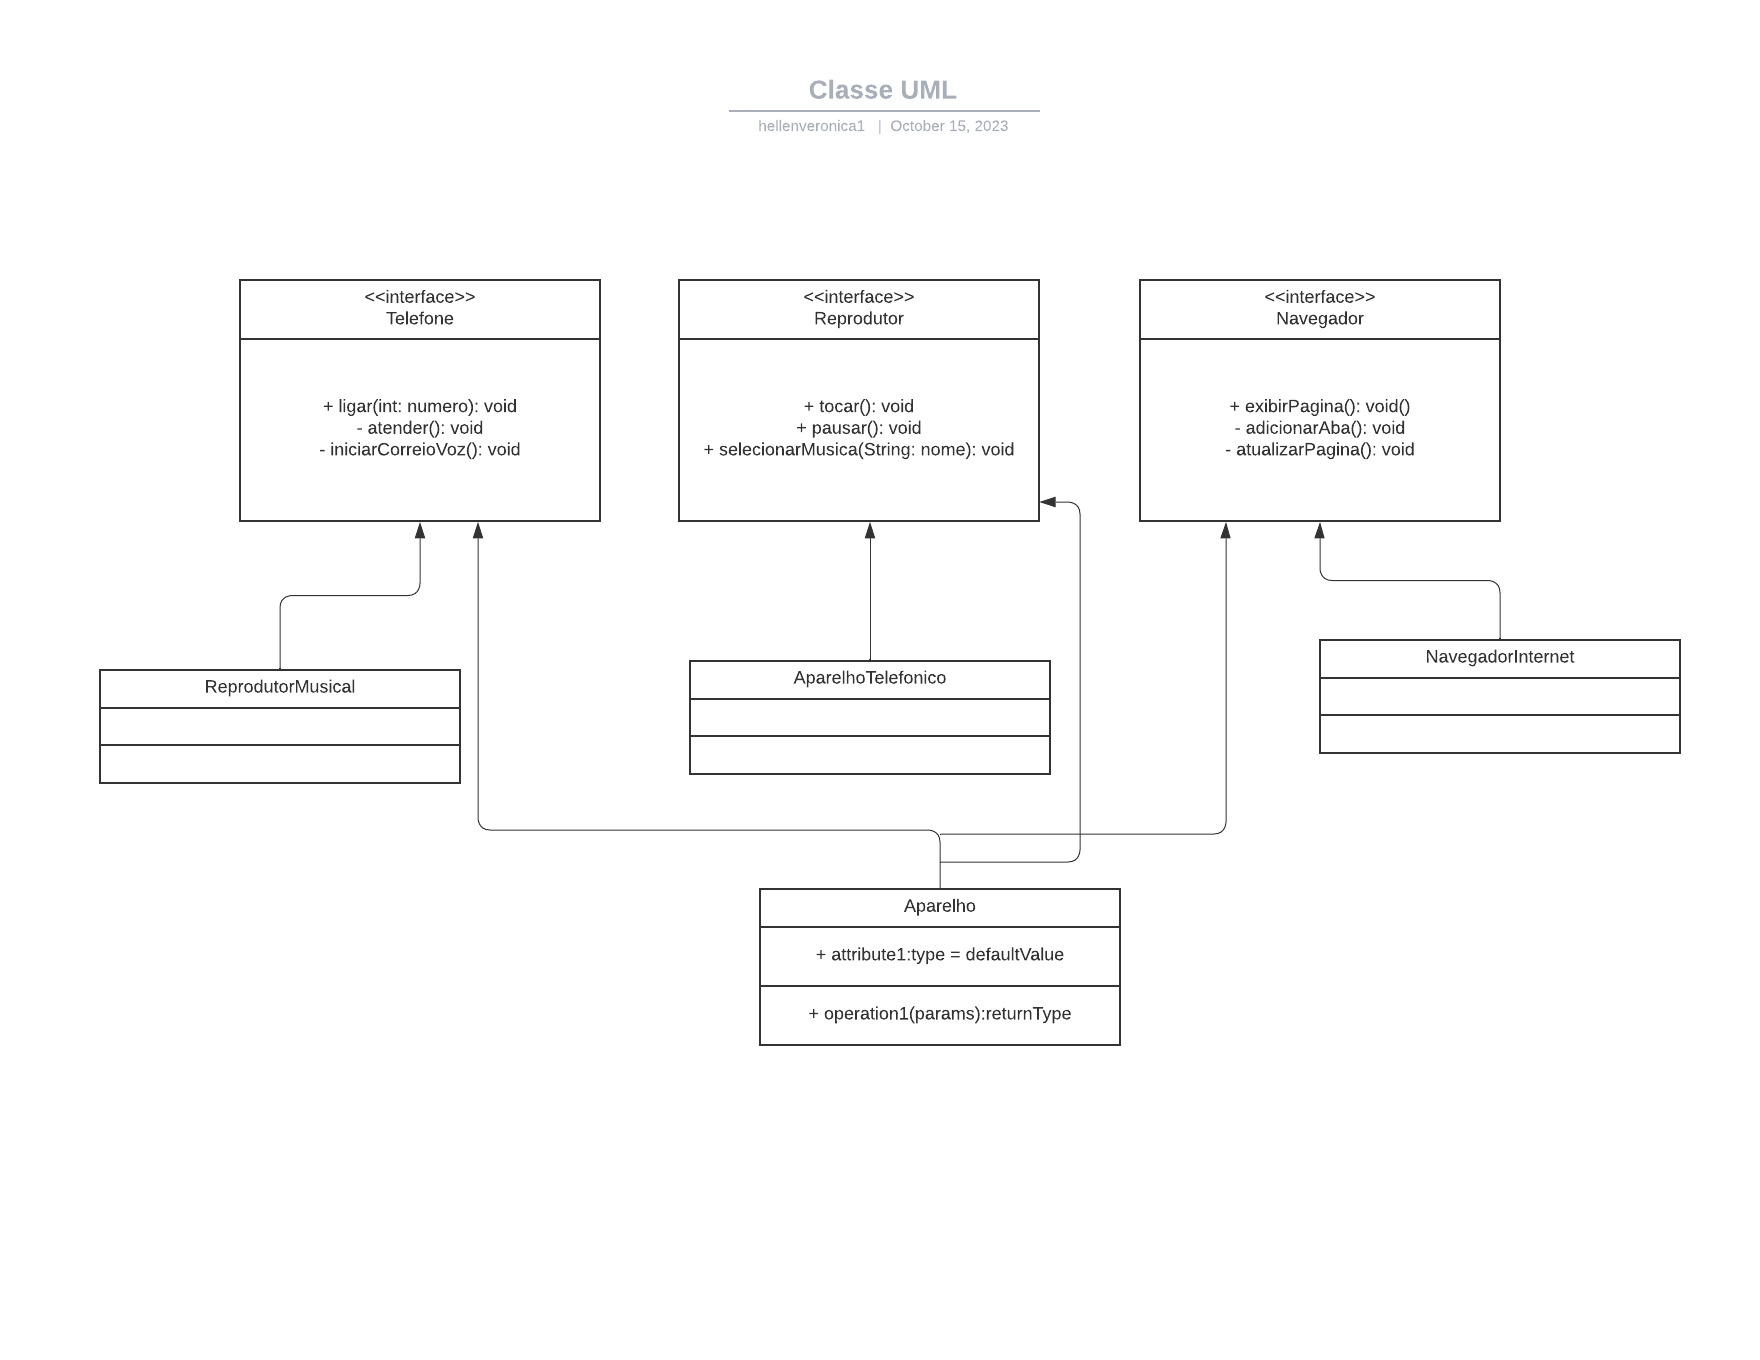 Classe UML
hellenveronica1 | October 15, 2023
<<interface>>
Telefone
+ ligar(int: numero): void
- atender(): void
- iniciarCorreioVoz(): void
<<interface>>
Reprodutor
+ tocar(): void
+ pausar(): void
+ selecionarMusica(String: nome): void
<<interface>>
Navegador
+ exibirPagina(): void()
- adicionarAba(): void
- atualizarPagina(): void
ReprodutorMusical
AparelhoTelefonico
NavegadorInternet
Aparelho
+ attribute1:type = defaultValue
+ operation1(params):returnType